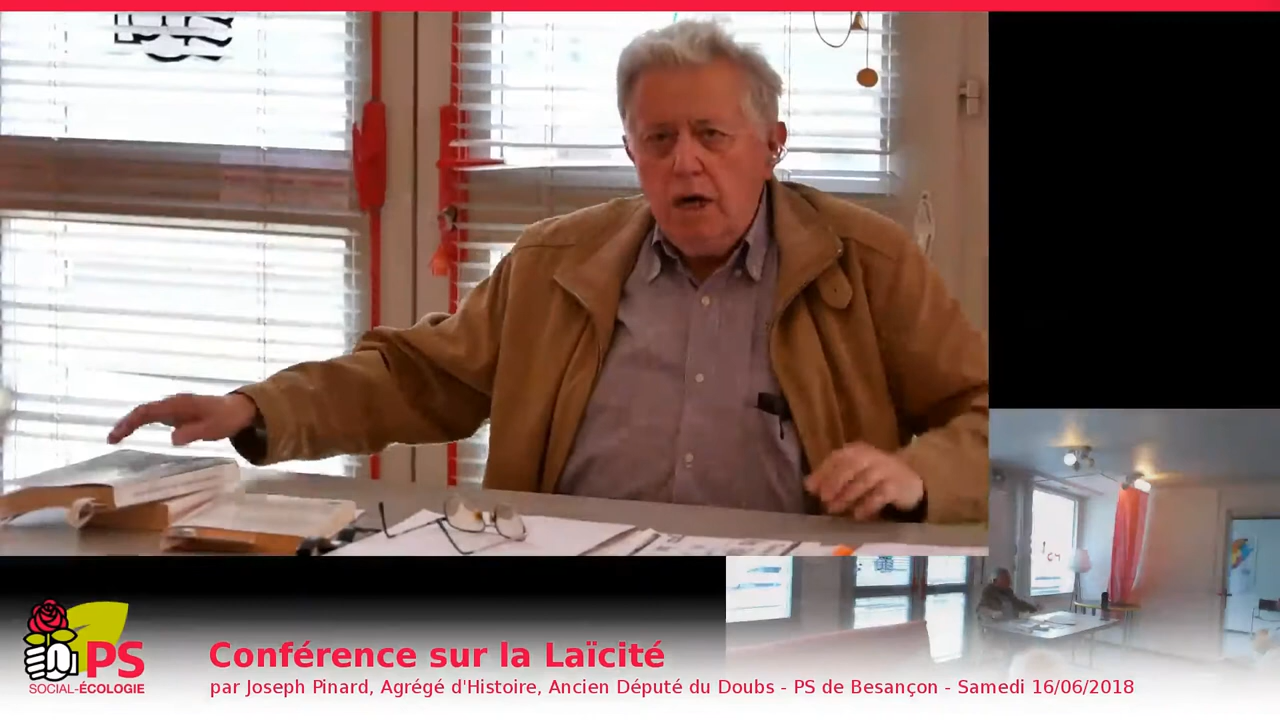 PS
SOCIAL-ÉCOLOGIE
Conférence sur la Laïcité
par Joseph Pinard, Agrégé d'Histoire, Ancien Député du Doubs - PS de Besançon - Samedi 16/06/2018